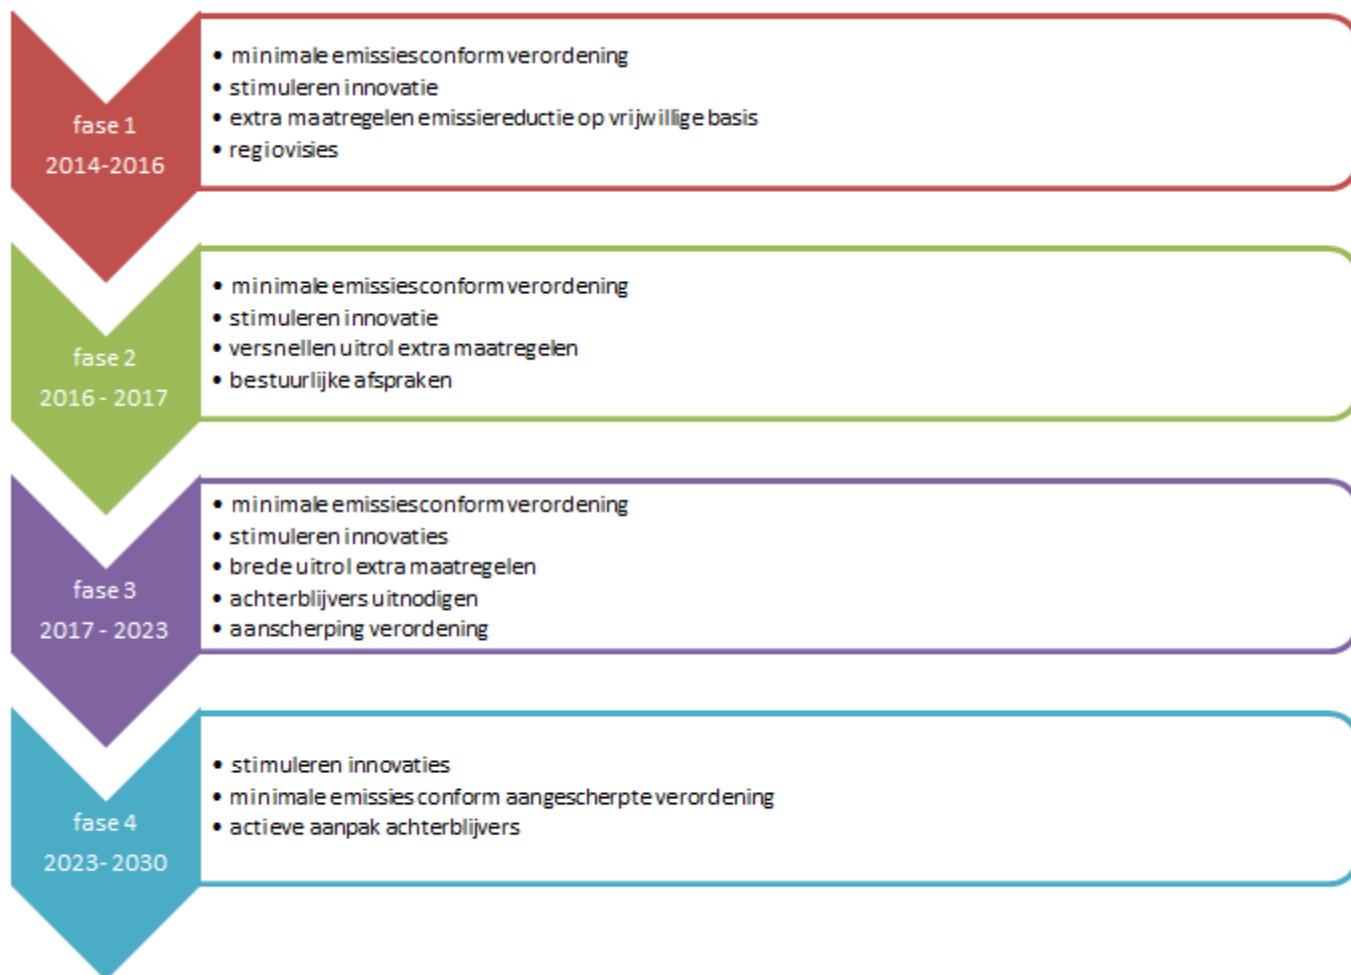 fase 1
2014-2016
• minimale emissies conform verordening
• stimuleren innovatie
• extra maatregelen emissiereductie op vrijwillige basis
• regiovisies
fase 2
2016 - 2017
• minimale emissies conform verordening
• stimuleren innovatie
• versnellen uitrol extra maatregelen
• bestuurlijke afspraken
fase 3
2017 - 2023
• minimale emissies conform verordening
• stimuleren innovaties
• brede uitrol extra maatregelen
• achterblijvers uitnodigen
• aanscherping verordening
fase 4
2023- 2030
• stimuleren innovaties
• minimale emissies conform aangescherpte verordening
• actieve aanpak achterblijvers